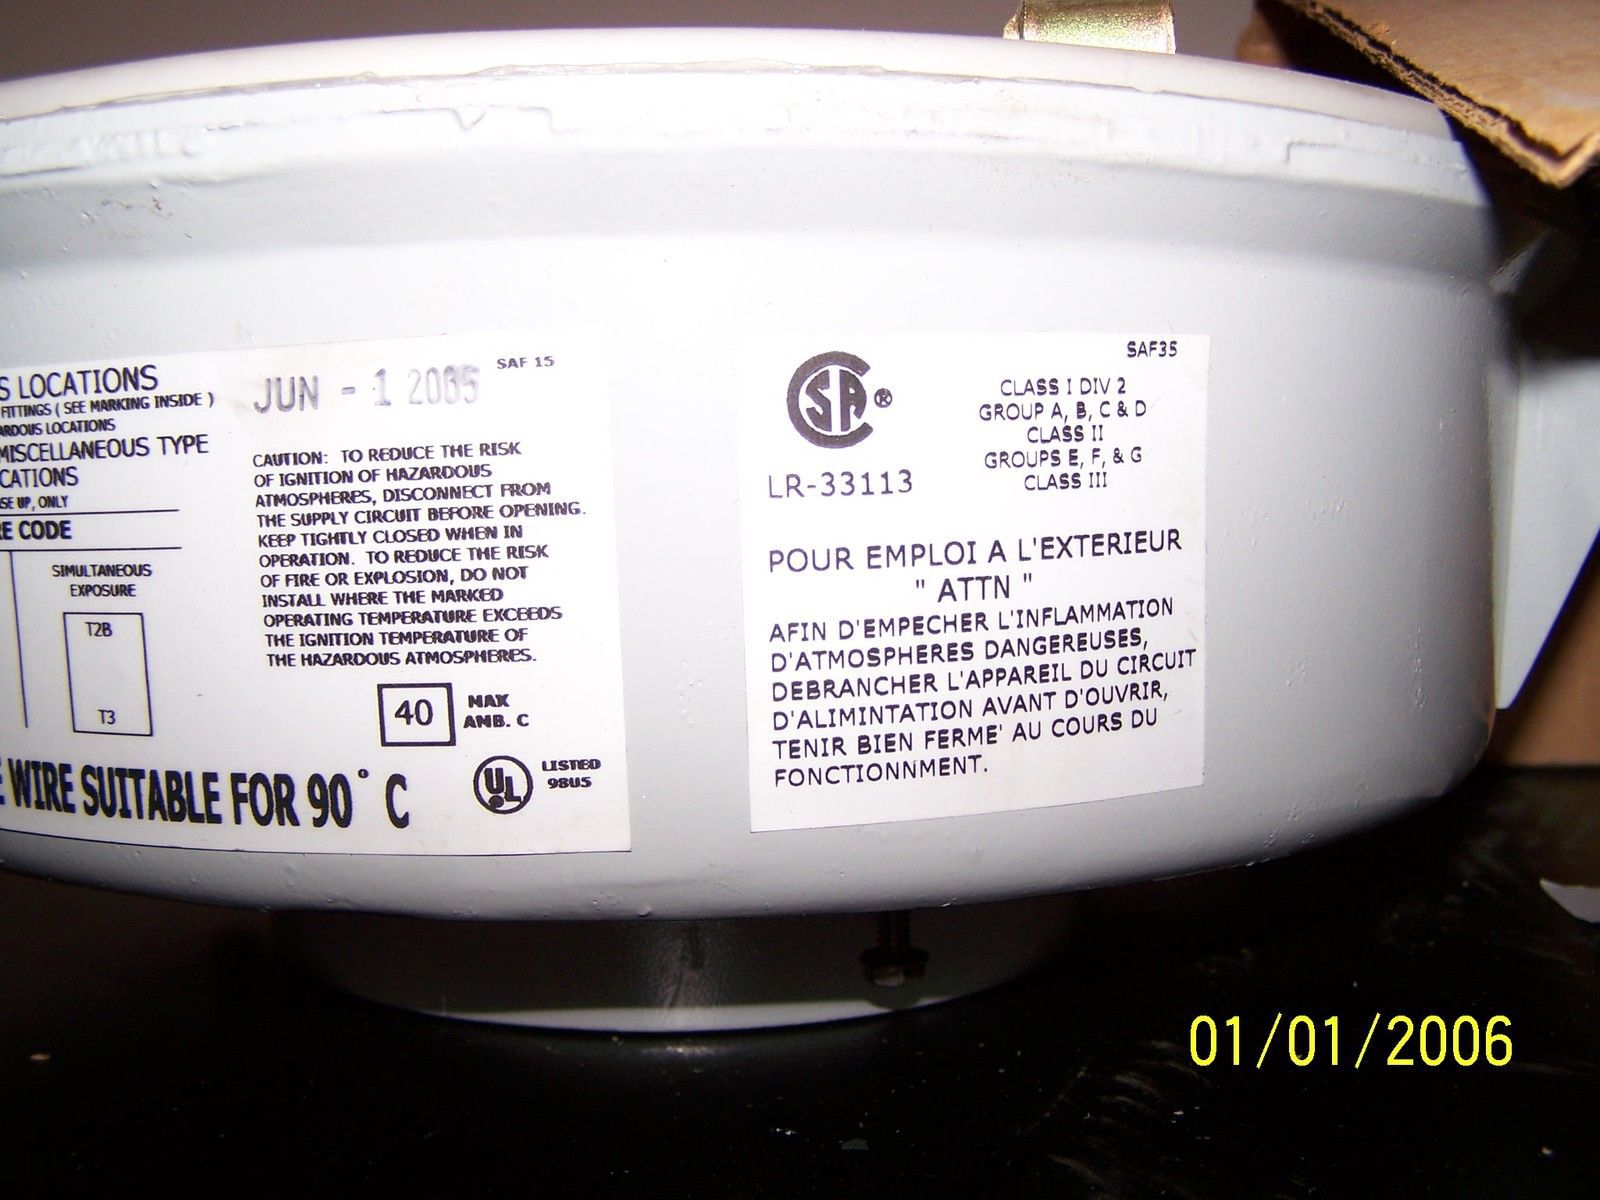 S LOCATIONS
FITTINGS ( SEE MARKING INSIDE )
ARDOUS LOCATIONS
MISCELLANEOUS TYPE
CATIONS
SE UP, ONLY
RE CODE
SIMULTANEOUS
EXPOSURE
T2B
T3
E WIRE SUITABLE FOR 90° C
JUN - 1 2005
SAF 15
CAUTION: TO REDUCE THE RISK
OF IGNITION OF HAZARDOUS
ATMOSPHERES, DISCONNECT FROM
THE SUPPLY CIRCUIT BEFORE OPENING.
KEEP TIGHTLY CLOSED WHEN IN
OPERATION. TO REDUCE THE RISK
OF FIRE OR EXPLOSION, DO NOT
INSTALL WHERE THE MARKED
OPERATING TEMPERATURE EXCEEDS
THE IGNITION TEMPERATURE OF
THE HAZARDOUS ATMOSPHERES.
40 MAX
AMB. C
UL LISTED
98U5
SAF35
CSA ®
LR-33113
CLASS I DIV 2
GROUP A, B, C & D
CLASS II
GROUPS E, F, & G
CLASS III
POUR EMPLOI A L'EXTERIEUR
" ATTN "
AFIN D'EMPECHER L'INFLAMMATION
D'ATMOSPHERES DANGEREUSES,
DEBRANCHER L'APPAREIL DU CIRCUIT
D'ALIMINTATION AVANT D'OUVRIR,
TENIR BIEN FERME' AU COURS DU
FONCTIONNMENT.
01/01/2006